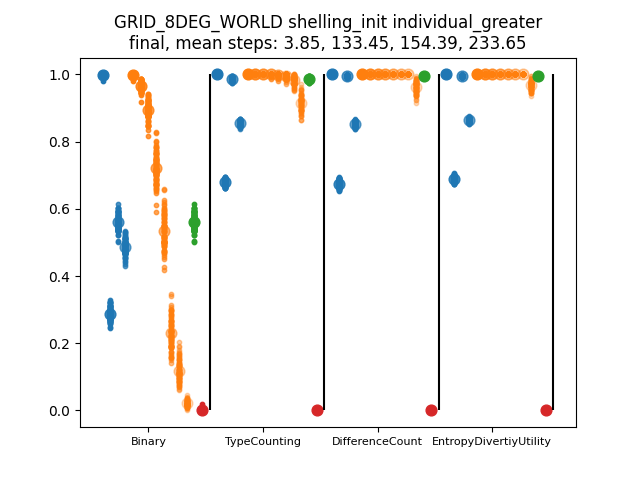 GRID_8DEG_WORLD shelling_init individual_greater
final, mean steps: 3.85, 133.45, 154.39, 233.65
1.0
0.8
0.6
0.4
0.2
0.0
Binary TypeCounting DifferenceCount EntropyDivertiyUtility